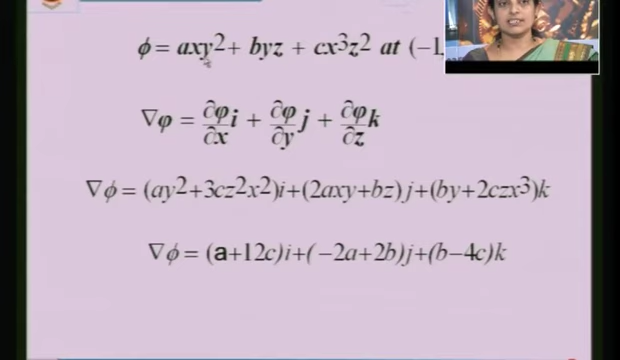 ϕ = axy² + byz + cx³z² at (−1,
∇φ = ∂φ/∂x i + ∂φ/∂y j + ∂φ/∂z k
∇ϕ = (ay²+3cz²x²)i+(2axy+bz)j+(by+2czx³)k
∇ϕ = (a+12c)i+(−2a+2b)j+(b−4c)k